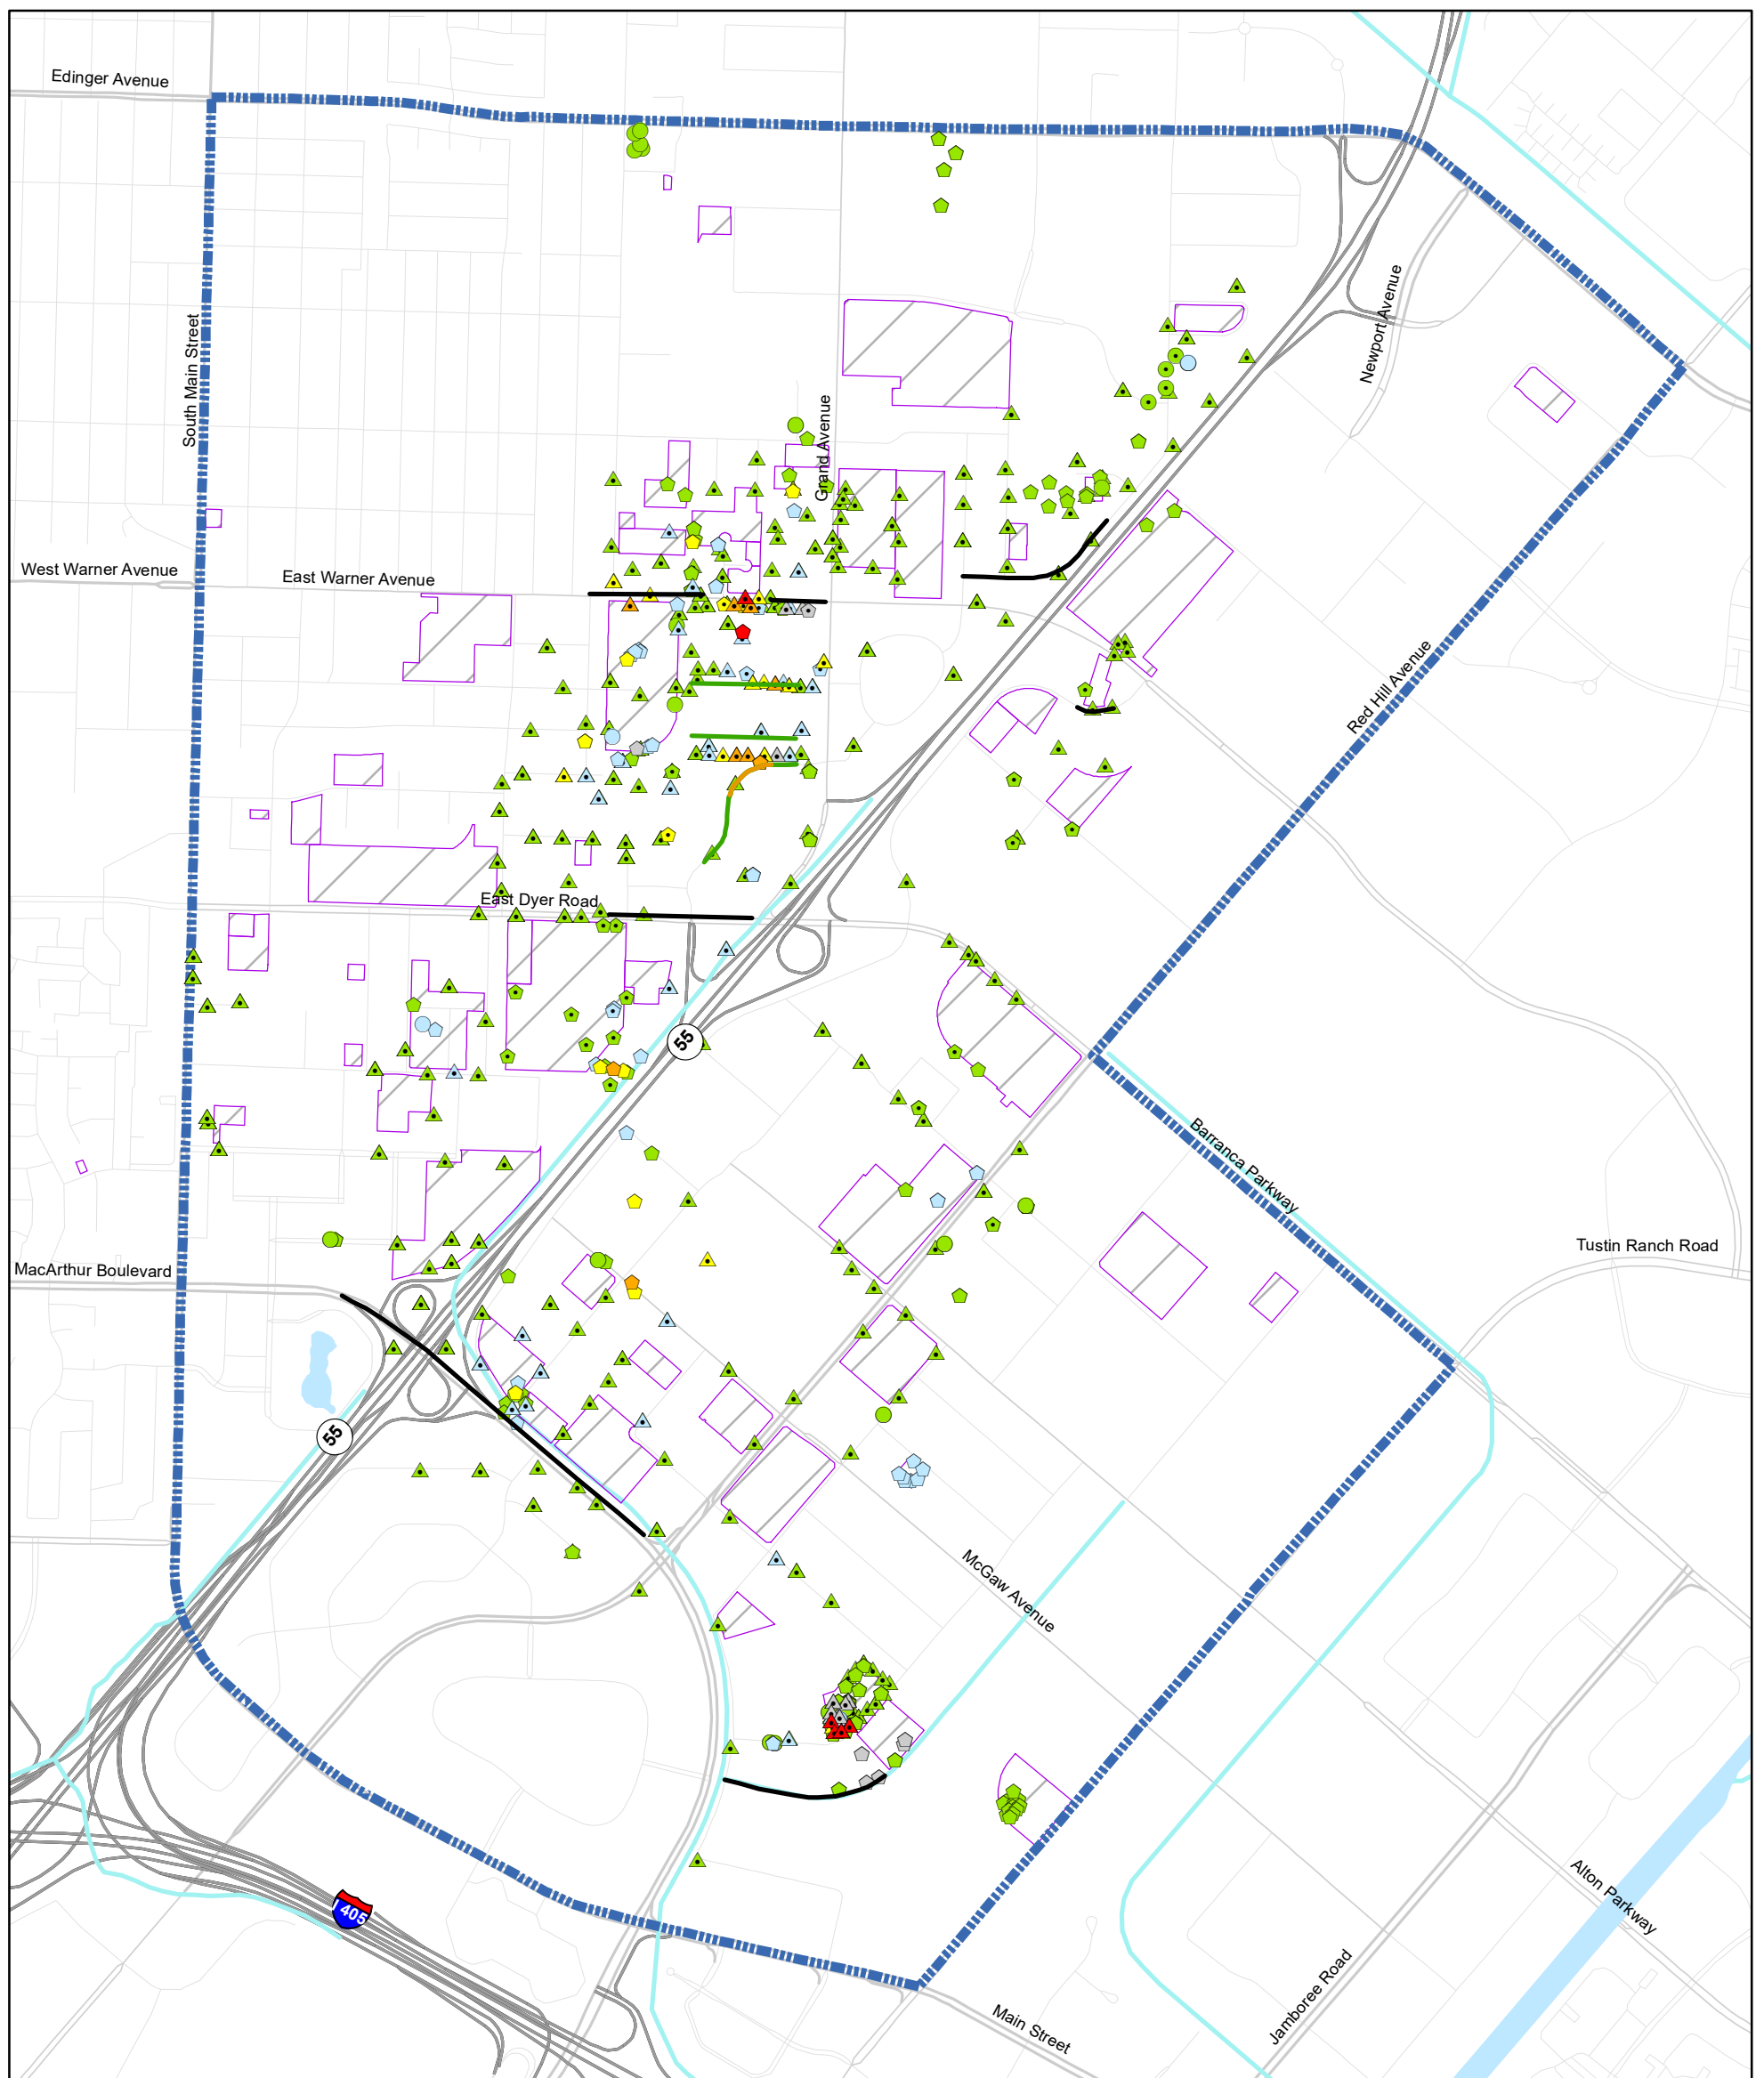 Edinger Avenue
Newport Avenue
South Main Street
Grand Avenue
West Warner Avenue
East Warner Avenue
Red Hill Avenue
East Dyer Road
55
Barranca Parkway
Tustin Ranch Road
MacArthur Boulevard
55
McGaw Avenue
Alton Parkway
405
Jamboree Road
Main Street